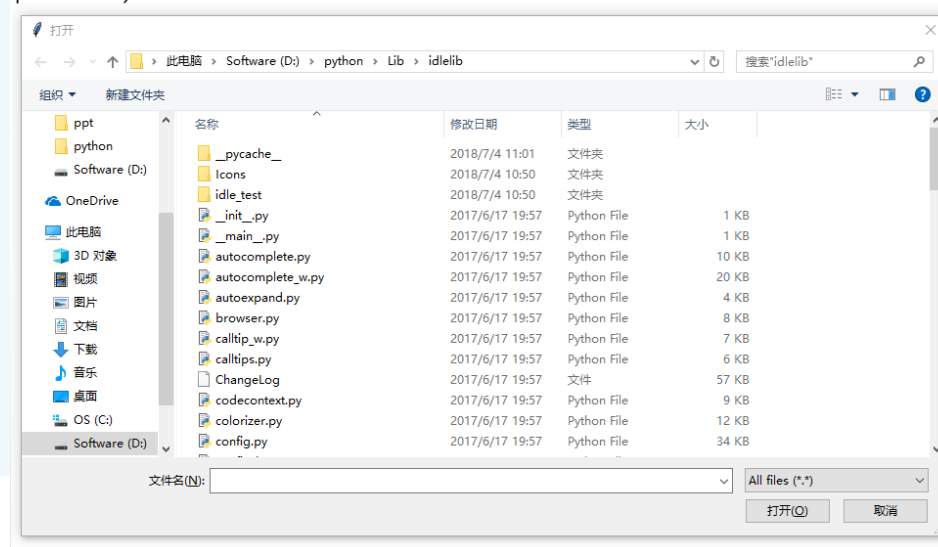 打开
此电脑 › Software (D:) › python › Lib › idlelib
搜索"idlelib"
组织 新建文件夹
ppt
python
Software (D:)
OneDrive
此电脑
3D 对象
视频
图片
文档
下载
音乐
桌面
OS (C:)
Software (D:)
名称 修改日期 类型 大小
__pycache__ 2018/7/4 11:01 文件夹
Icons 2018/7/4 10:50 文件夹
idle_test 2018/7/4 10:50 文件夹
__init__.py 2017/6/17 19:57 Python File 1 KB
__main__.py 2017/6/17 19:57 Python File 1 KB
autocomplete.py 2017/6/17 19:57 Python File 10 KB
autocomplete_w.py 2017/6/17 19:57 Python File 20 KB
autoexpand.py 2017/6/17 19:57 Python File 4 KB
browser.py 2017/6/17 19:57 Python File 8 KB
calltip_w.py 2017/6/17 19:57 Python File 7 KB
calltips.py 2017/6/17 19:57 Python File 6 KB
ChangeLog 2017/6/17 19:57 文件 57 KB
codecontext.py 2017/6/17 19:57 Python File 9 KB
colorizer.py 2017/6/17 19:57 Python File 12 KB
config.py 2017/6/17 19:57 Python File 34 KB
文件名(N):
All files (*.*)
打开(O) 取消